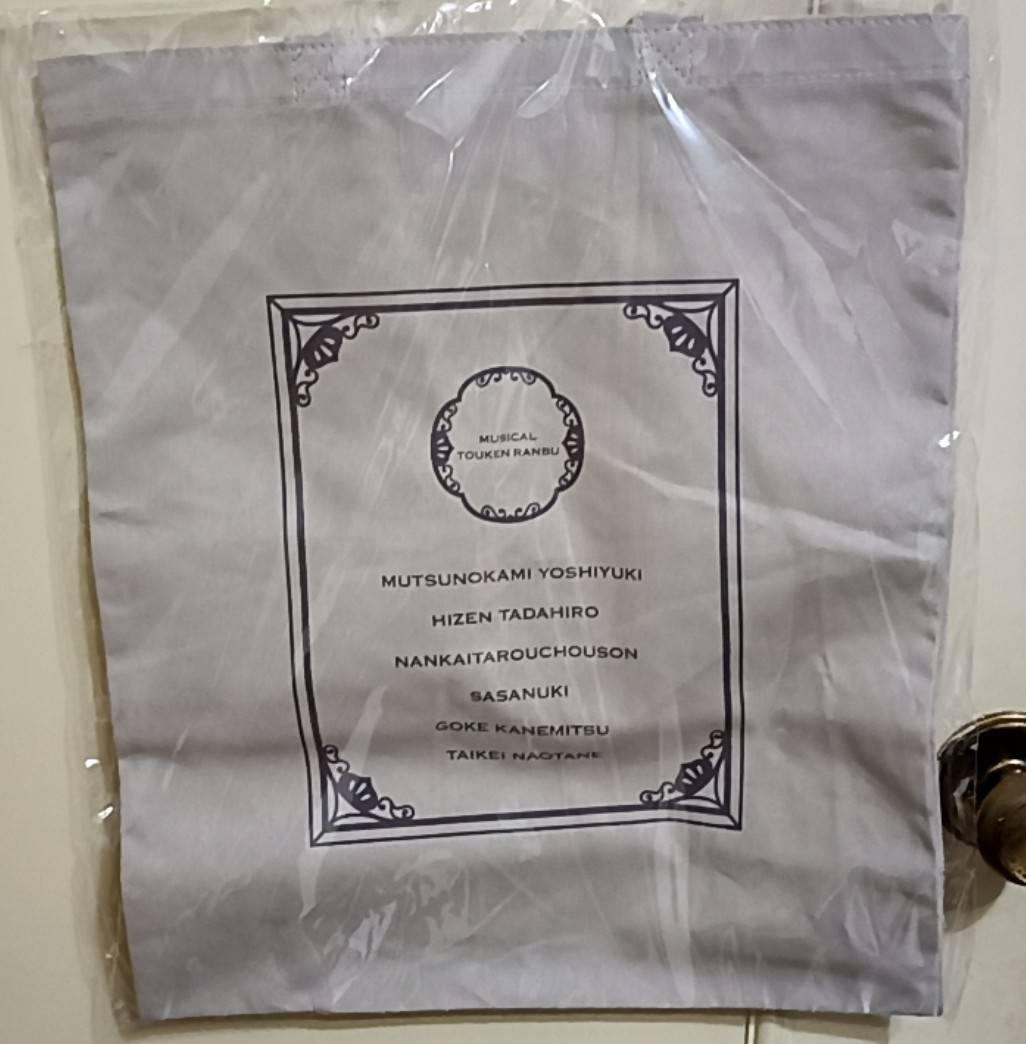 MUSICAL
TOUKEN RANBU
MUTSUNOKAMI YOSHIYUKI
HIZEN TADAHIRO
NANKAITAROUCHOUSON
SASANUKI
GOKE KANEMITSU
TAIKEI NAOTANE